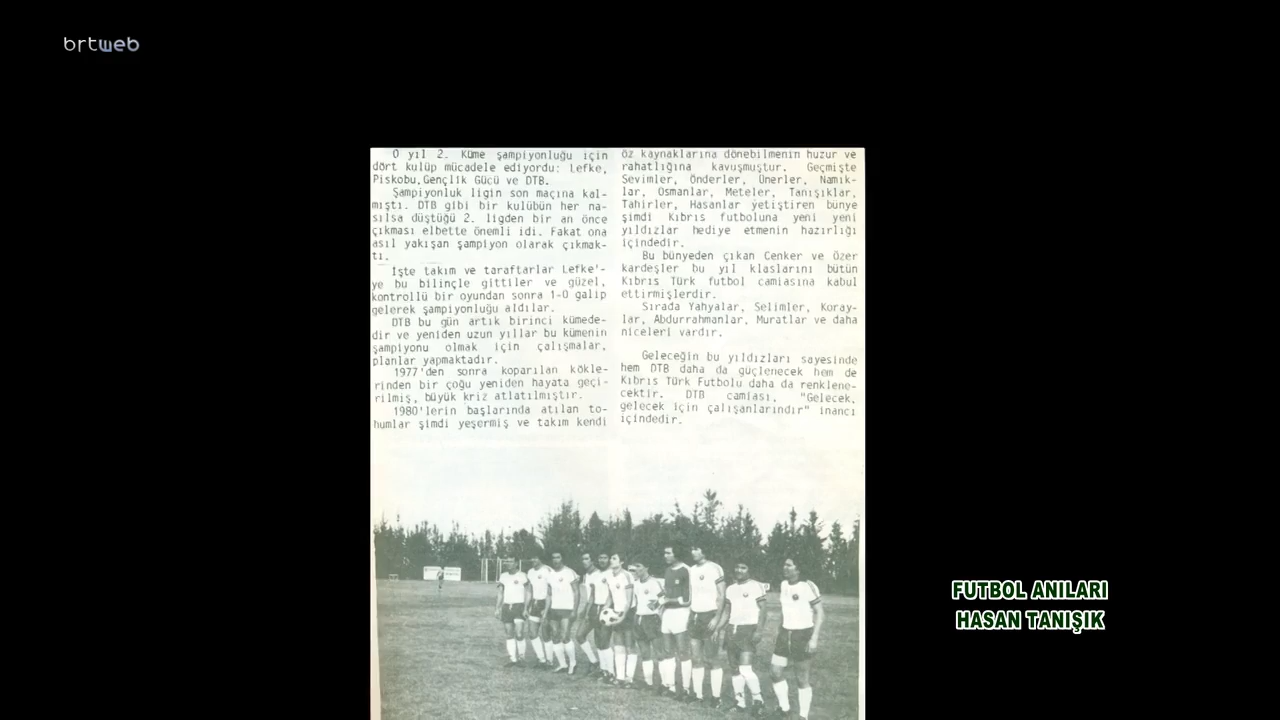 brtweb
O yıl 2. Küme şampiyonluğu için
dört kulüp mücadele ediyordu: Lefke,
Piskobu,Gençlik Gücü ve DTB.
Şampiyonluk ligin son maçına kal-
mıştı. DTB gibi bir kulübün her na-
sılsa düştüğü 2. ligden bir an önce
çıkması elbette önemli idi. Fakat ona
asıl yakışan şampiyon olarak çıkmak-
tı.
İşte takım ve taraftarlar Lefke'-
ye bu bilinçle gittiler ve güzel,
kontrollü bir oyundan sonra 1-0 galip
gelerek şampiyonluğu aldılar.
DTB bu gün artık birinci kümede-
dir ve yeniden uzun yıllar bu kümenin
şampiyonu olmak için çalışmalar,
planlar yapmaktadır.
1977'den sonra koparılan kökle-
rinden bir çoğu yeniden hayata geçi-
rilmiş, büyük kriz atlatılmıştır.
1980'lerin başlarında atılan to-
humlar şimdi yeşermiş ve takım kendi
öz kaynaklarına dönebilmenin huzur ve
rahatlığına kavuşmuştur. Geçmişte
Sevimler, Önderler, Ünerler, Namık-
lar, Osmanlar, Meteler, Tanışıklar,
Tahirler, Hasanlar yetiştiren bünye
şimdi Kıbrıs futboluna yeni yeni
yıldızlar hediye etmenin hazırlığı
içindedir.
Bu bünyeden çıkan Cenker ve Özer
kardeşler bu yıl klaslarını bütün
Kıbrıs Türk futbol camiasına kabul
ettirmişlerdir.
Sırada Yahyalar, Selimler, Koray-
lar, Abdurrahmanlar, Muratlar ve daha
niceleri vardır.
Geleceğin bu yıldızları sayesinde
hem DTB daha da güçlenecek hem de
Kıbrıs Türk Futbolu daha da renklene-
cektir. DTB camiası, "Gelecek,
gelecek için çalışanlarındır" inancı
içindedir.
FUTBOL ANILARI
HASAN TANIŞIK